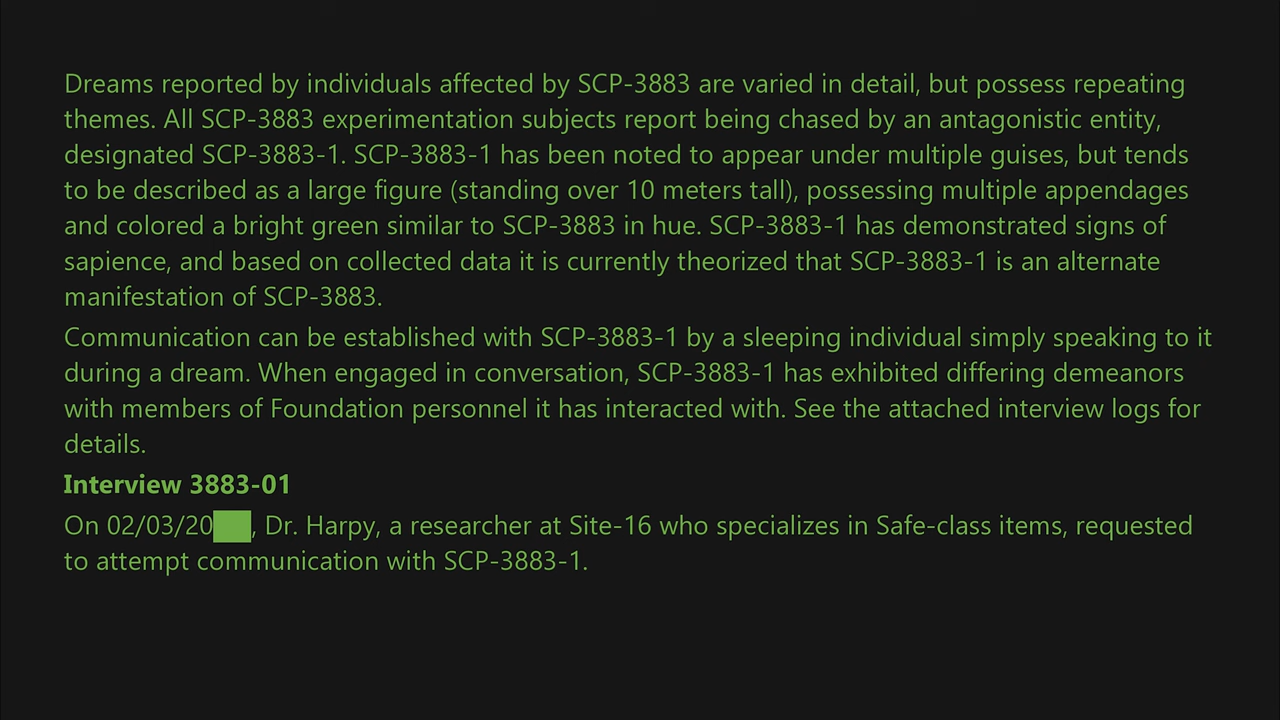 Dreams reported by individuals affected by SCP-3883 are varied in detail, but possess repeating
themes. All SCP-3883 experimentation subjects report being chased by an antagonistic entity,
designated SCP-3883-1. SCP-3883-1 has been noted to appear under multiple guises, but tends
to be described as a large figure (standing over 10 meters tall), possessing multiple appendages
and colored a bright green similar to SCP-3883 in hue. SCP-3883-1 has demonstrated signs of
sapience, and based on collected data it is currently theorized that SCP-3883-1 is an alternate
manifestation of SCP-3883.
Communication can be established with SCP-3883-1 by a sleeping individual simply speaking to it
during a dream. When engaged in conversation, SCP-3883-1 has exhibited differing demeanors
with members of Foundation personnel it has interacted with. See the attached interview logs for
details.
Interview 3883-01
On 02/03/20██, Dr. Harpy, a researcher at Site-16 who specializes in Safe-class items, requested
to attempt communication with SCP-3883-1.